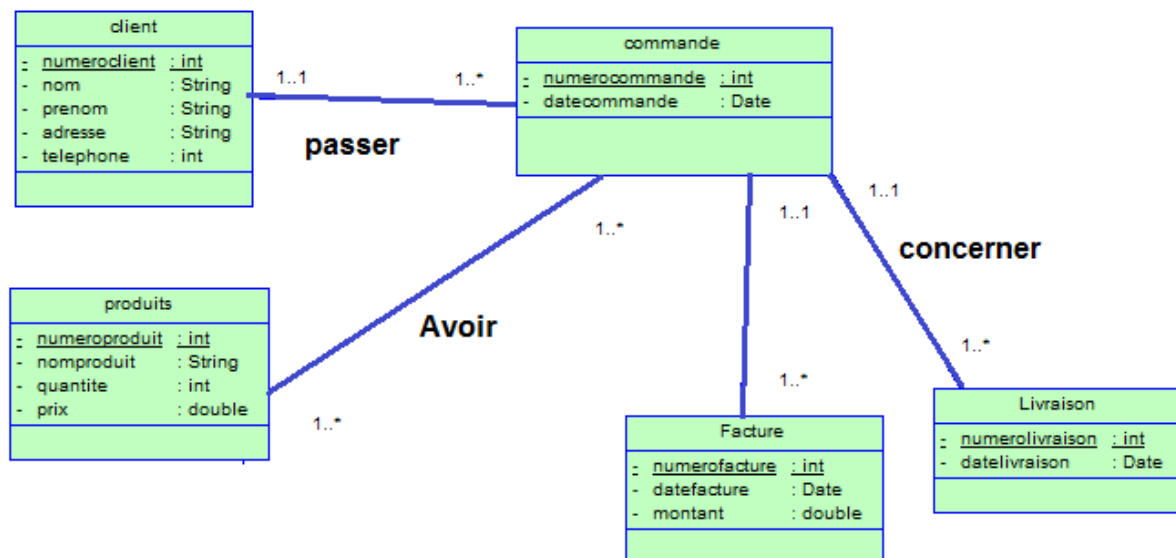 client
- numeroclient : int
- nom : String
- prenom : String
- adresse : String
- telephone : int
1..1
1..*
passer
commande
- numerocommande : int
- datecommande : Date
1..*
1..1
1..1
concerner
Avoir
produits
- numeroproduit : int
- nomproduit : String
- quantite : int
- prix : double
1..*
1..*
1..*
Facture
- numerofacture : int
- datefacture : Date
- montant : double
Livraison
- numerolivraison : int
- datelivraison : Date